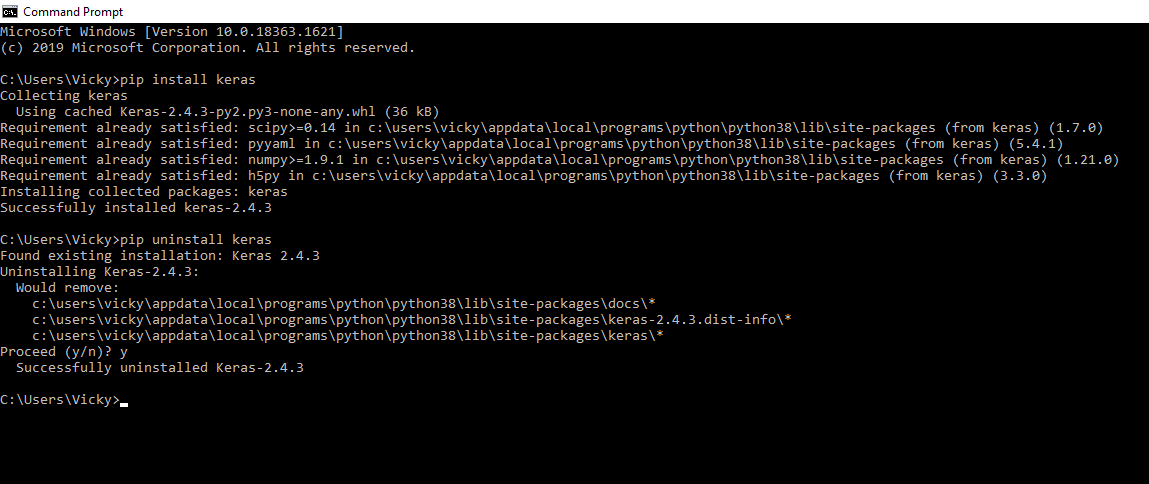 Command Prompt
Microsoft Windows [Version 10.0.18363.1621]
(c) 2019 Microsoft Corporation. All rights reserved.
C:\Users\Vicky>pip install keras
Collecting keras
Using cached Keras-2.4.3-py2.py3-none-any.whl (36 kB)
Requirement already satisfied: scipy>=0.14 in c:\users\vicky\appdata\local\programs\python\python38\lib\site-packages (from keras) (1.7.0)
Requirement already satisfied: pyyaml in c:\users\vicky\appdata\local\programs\python\python38\lib\site-packages (from keras) (5.4.1)
Requirement already satisfied: numpy>=1.9.1 in c:\users\vicky\appdata\local\programs\python\python38\lib\site-packages (from keras) (1.21.0)
Requirement already satisfied: h5py in c:\users\vicky\appdata\local\programs\python\python38\lib\site-packages (from keras) (3.3.0)
Installing collected packages: keras
Successfully installed keras-2.4.3
C:\Users\Vicky>pip uninstall keras
Found existing installation: Keras 2.4.3
Uninstalling Keras-2.4.3:
Would remove:
c:\users\vicky\appdata\local\programs\python\python38\lib\site-packages\docs\*
c:\users\vicky\appdata\local\programs\python\python38\lib\site-packages\keras-2.4.3.dist-info\*
c:\users\vicky\appdata\local\programs\python\python38\lib\site-packages\keras\*
Proceed (y/n)? y
Successfully uninstalled Keras-2.4.3
C:\Users\Vicky>